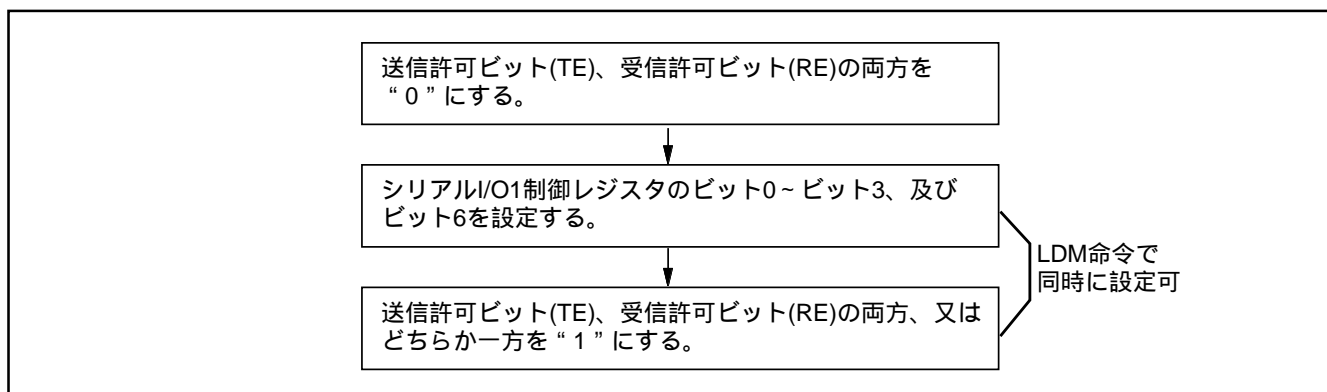 送信許可ビット(TE)、受信許可ビット(RE)の両方を
“ 0 ” にする。
シリアルI/O1制御レジスタのビット0 ~ ビット3、及び
ビット6を設定する。
LDM命令で
同時に設定可
送信許可ビット(TE)、受信許可ビット(RE)の両方、又は
どちらか一方を “ 1 ” にする。